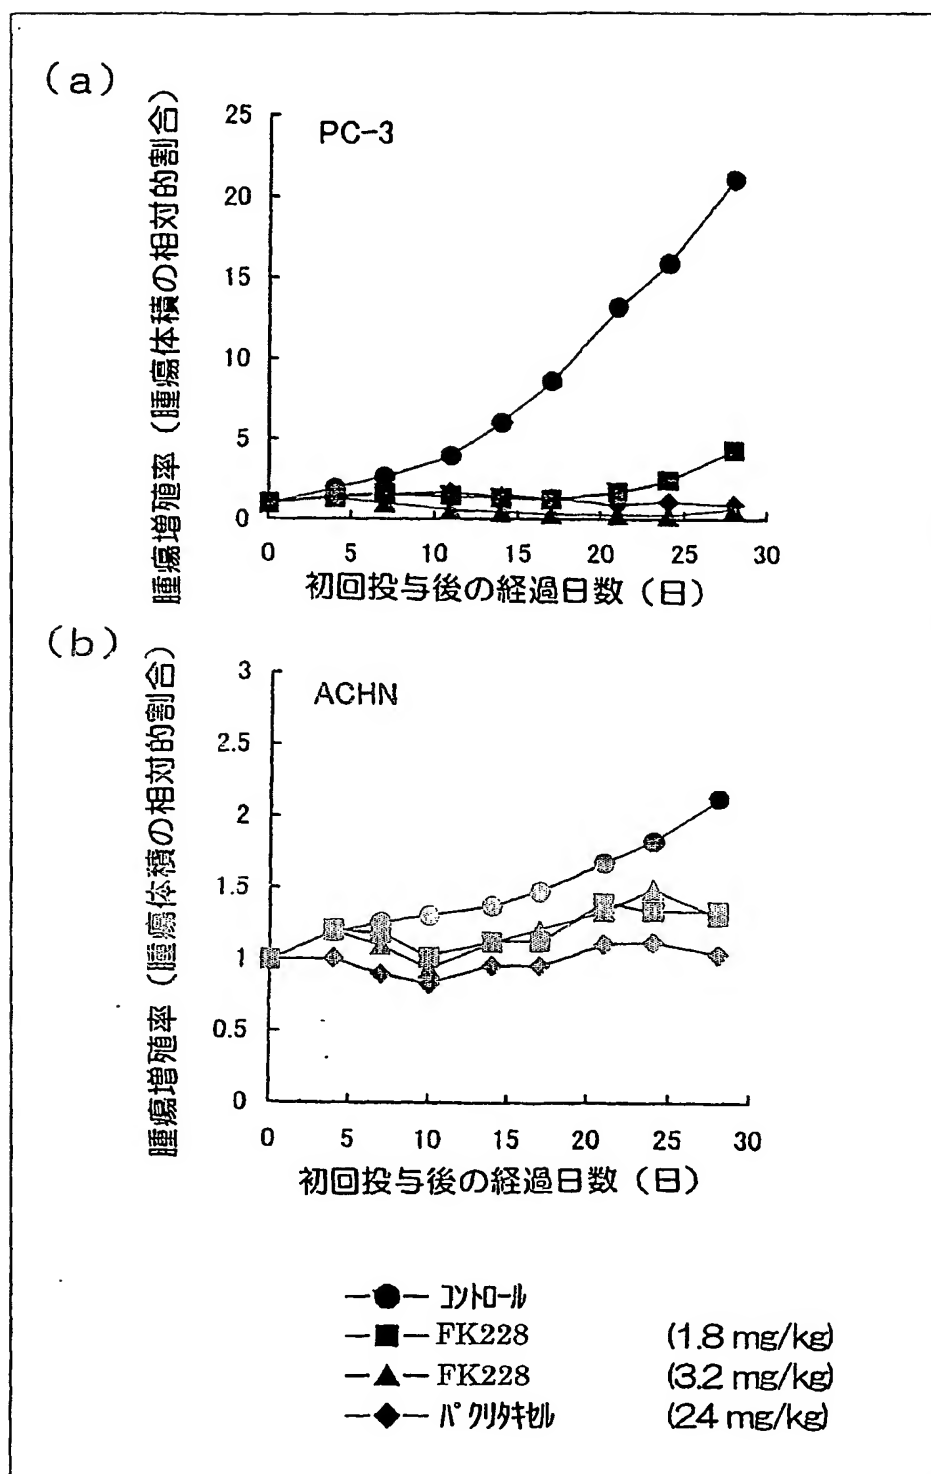 (a)
腫瘍増殖率(腫瘍体積の相対的割合)
PC-3
25
20
15
10
5
0
0 5 10 15 20 25 30
初回投与後の経過日数(日)
(b)
腫瘍増殖率(腫瘍体積の相対的割合)
ACHN
3
2.5
2
1.5
1
0.5
0
0 5 10 15 20 25 30
初回投与後の経過日数(日)
コントロール
FK228 (1.8 mg/kg)
FK228 (3.2 mg/kg)
パクリタキセル (24 mg/kg)